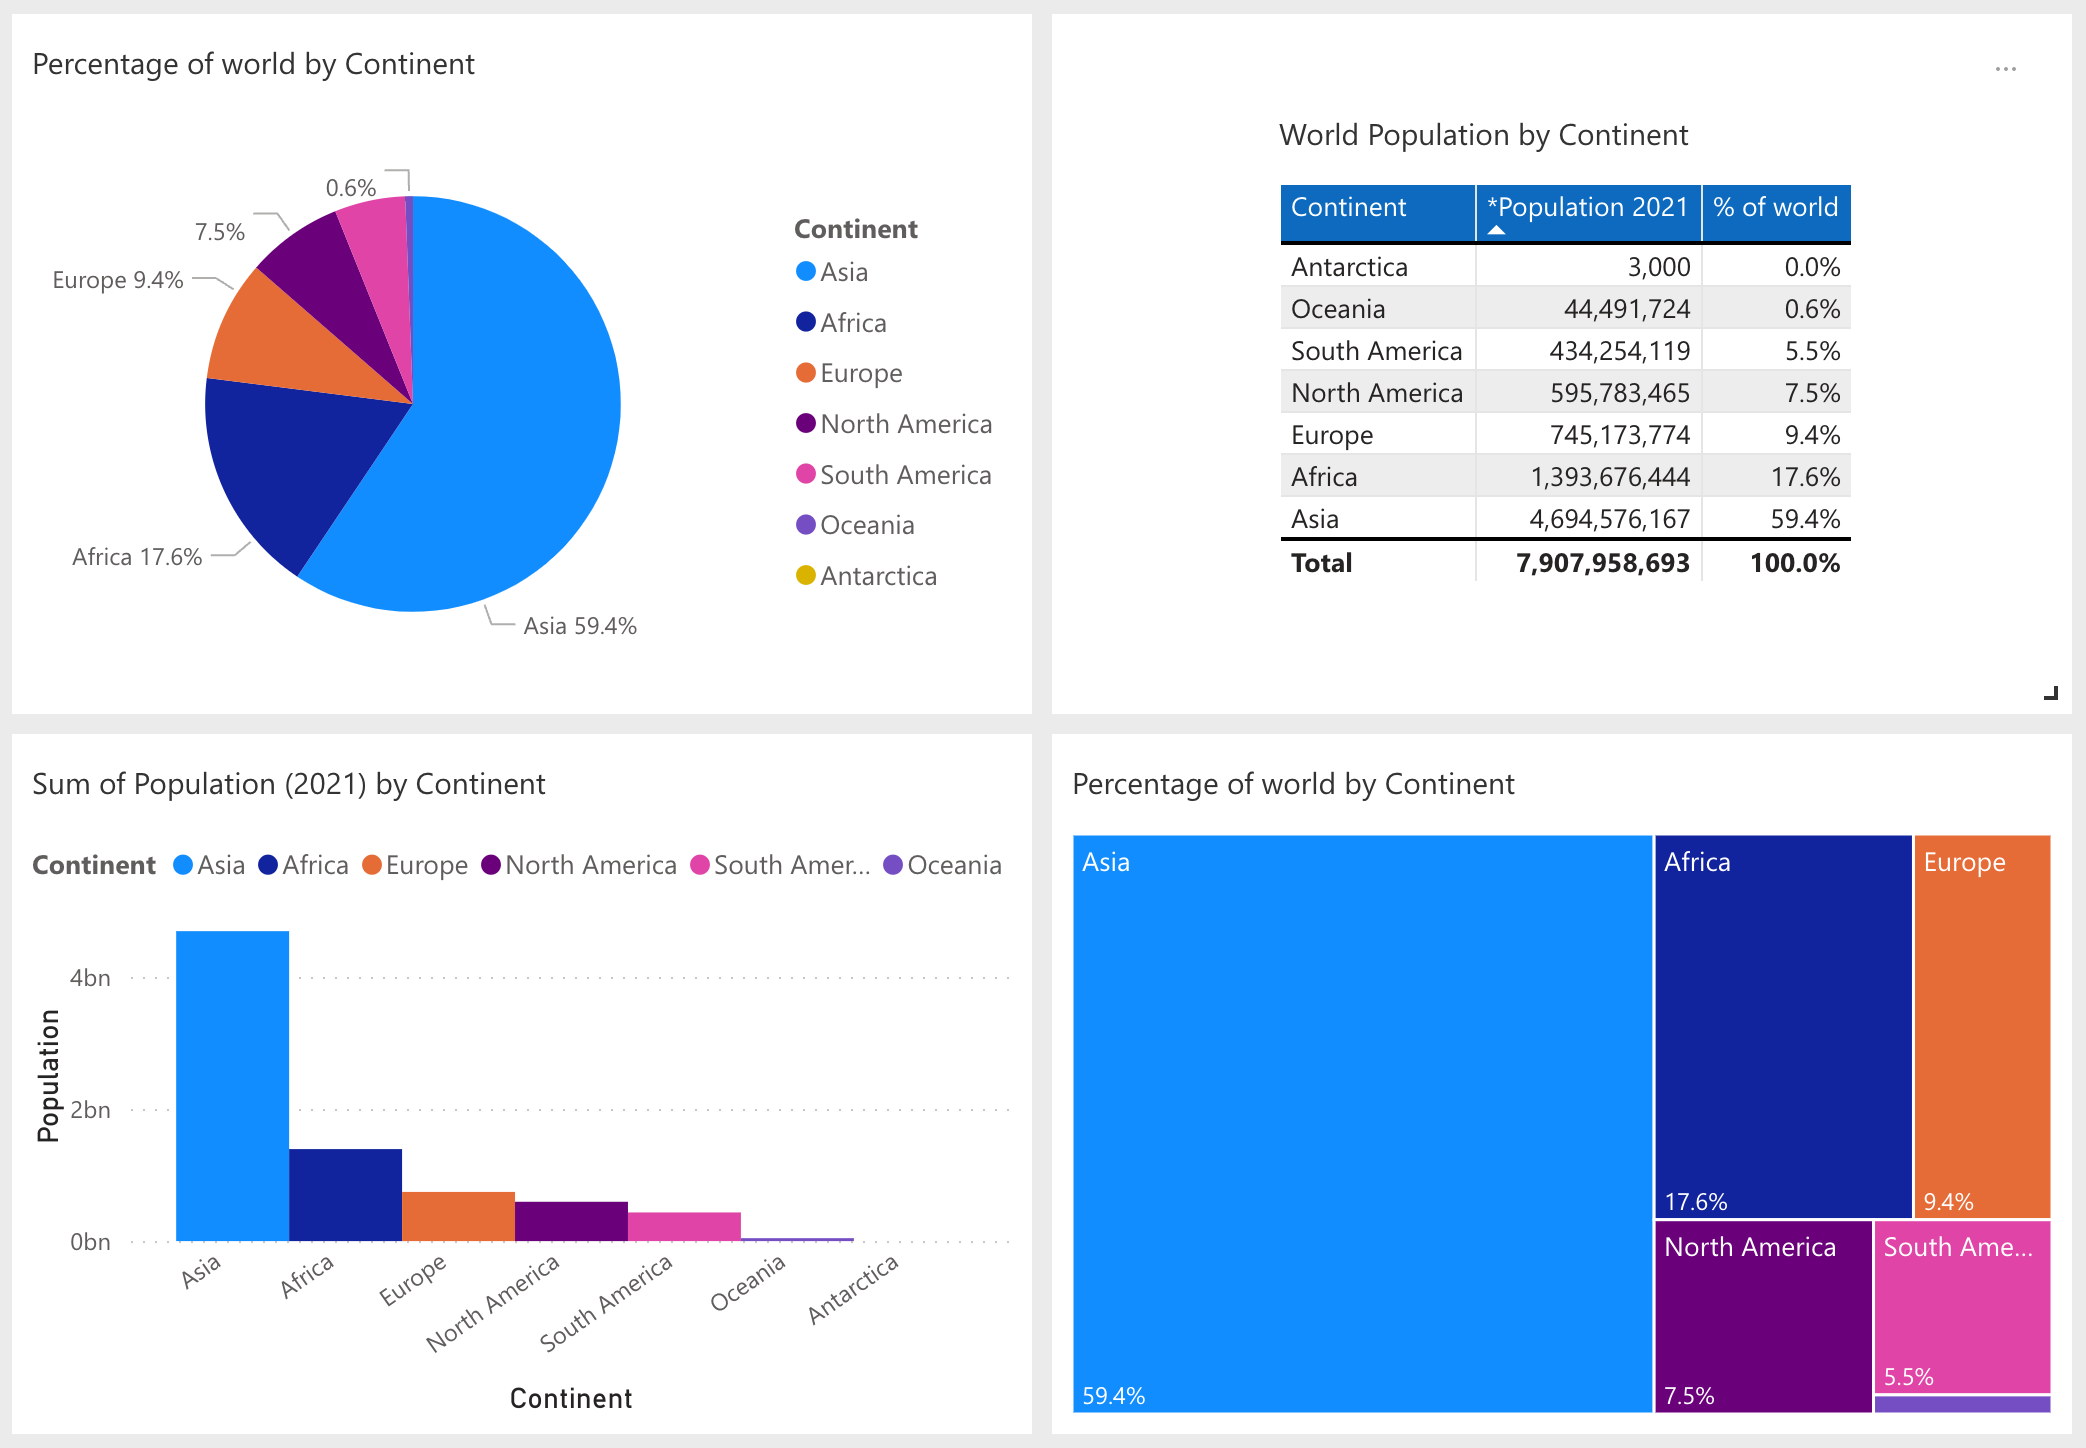 Percentage of world by Continent
0.6%
7.5%
Europe 9.4%
Africa 17.6%
Asia 59.4%
Continent
Asia
Africa
Europe
North America
South America
Oceania
Antarctica
...
World Population by Continent
Continent *Population 2021 % of world
Antarctica 3,000 0.0%
Oceania 44,491,724 0.6%
South America 434,254,119 5.5%
North America 595,783,465 7.5%
Europe 745,173,774 9.4%
Africa 1,393,676,444 17.6%
Asia 4,694,576,167 59.4%
Total 7,907,958,693 100.0%
Sum of Population (2021) by Continent
Continent Asia Africa Europe North America South Amer... Oceania
Population
4bn
2bn
0bn
Asia
Africa
Europe
North America
South America
Oceania
Antarctica
Continent
Percentage of world by Continent
Asia
59.4%
Africa
17.6%
Europe
9.4%
North America
7.5%
South Ame...
5.5%